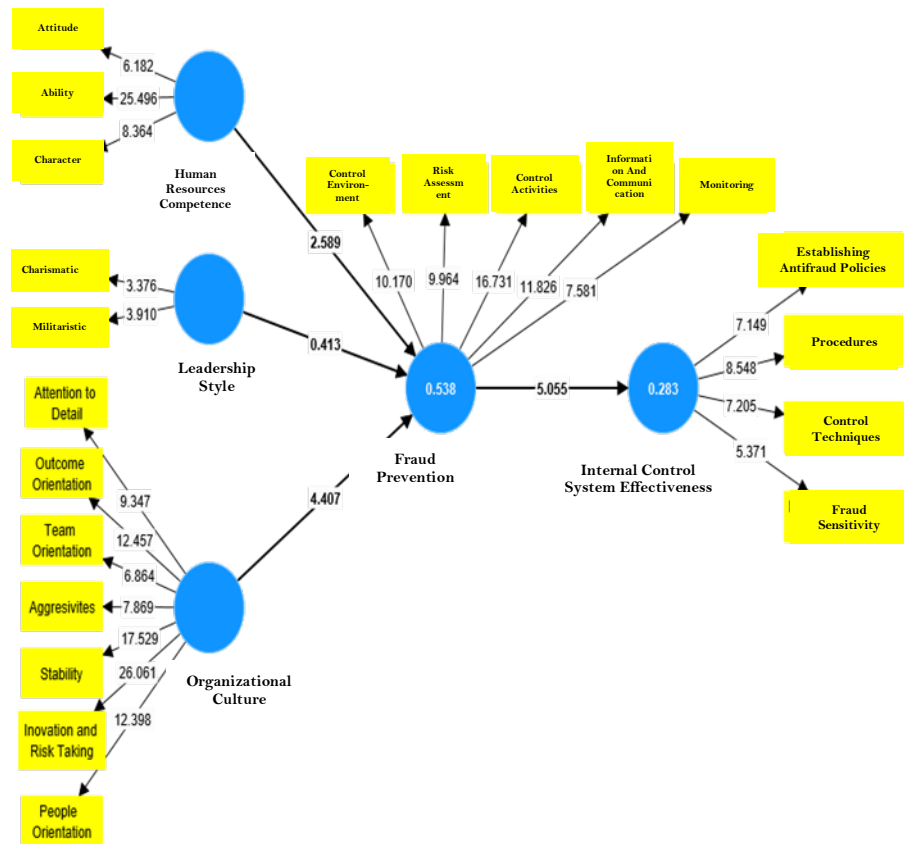 Attitude
6.182
Ability
25.496
8.364
Character
Human
Resources
Competence
Control
Environ-
ment
Risk
Assessm
ent
Control
Activities
Informati
on And
Communi
cation
Monitoring
2.589
10.170
9.964
16.731
11.826
7.581
Establishing
Antifraud Policies
Charismatic
3.376
3.910
Militaristic
Leadership
Style
0.413
7.149
Procedures
8.548
7.205
Control
Techniques
5.371
Fraud
Sensitivity
0.538
5.055
0.283
Fraud
Prevention
Internal Control
System Effectiveness
Attention to
Detail
Outcome
Orientation
9.347
4.407
12.457
Team
Orientation
6.864
Aggresivites
7.869
17.529
Stability
26.061
Organizational
Culture
12.398
Inovation and
Risk Taking
People
Orientation